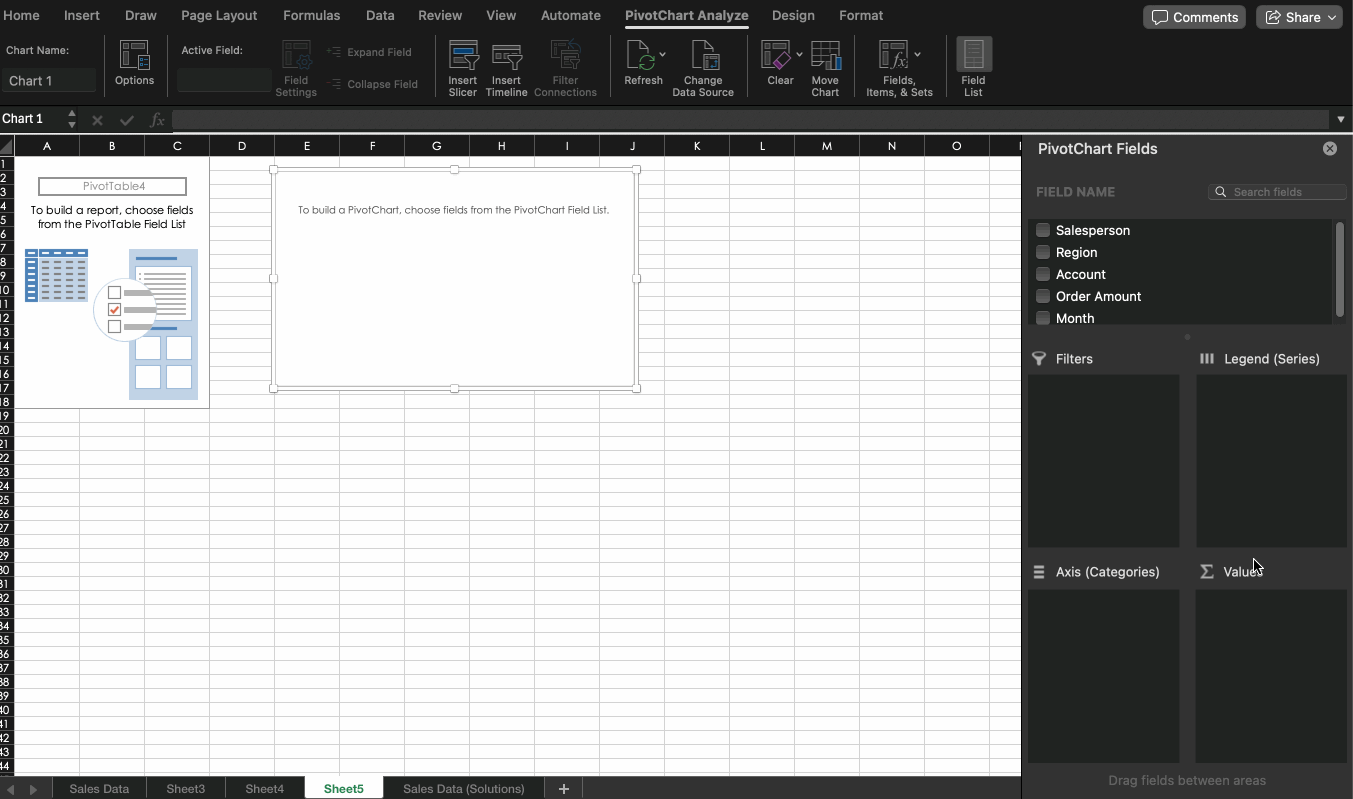 Home Insert Draw Page Layout Formulas Data Review View Automate PivotChart Analyze Design Format Comments Share
Chart Name:
Chart 1
Options
Active Field:
Field
Settings
Expand Field
Collapse Field
Insert
Slicer
Insert
Timeline
Filter
Connections
Refresh
Change
Data Source
Clear
Move
Chart
Fields,
Items, & Sets
Field
List
Chart 1 fx
A B C D E F G H I J K L M N O
1
2
3
4
5
6
7
8
9
10
11
12
13
14
15
16
17
18
19
20
21
22
23
24
25
26
27
28
29
30
31
32
33
34
35
36
37
38
39
40
41
42
43
44
PivotTable4
To build a report, choose fields
from the PivotTable Field List
To build a PivotChart, choose fields from the PivotChart Field List.
PivotChart Fields
FIELD NAME Search fields
Salesperson
Region
Account
Order Amount
Month
Filters Legend (Series)
Axis (Categories) Values
Drag fields between areas
Sales Data Sheet3 Sheet4 Sheet5 Sales Data (Solutions) +